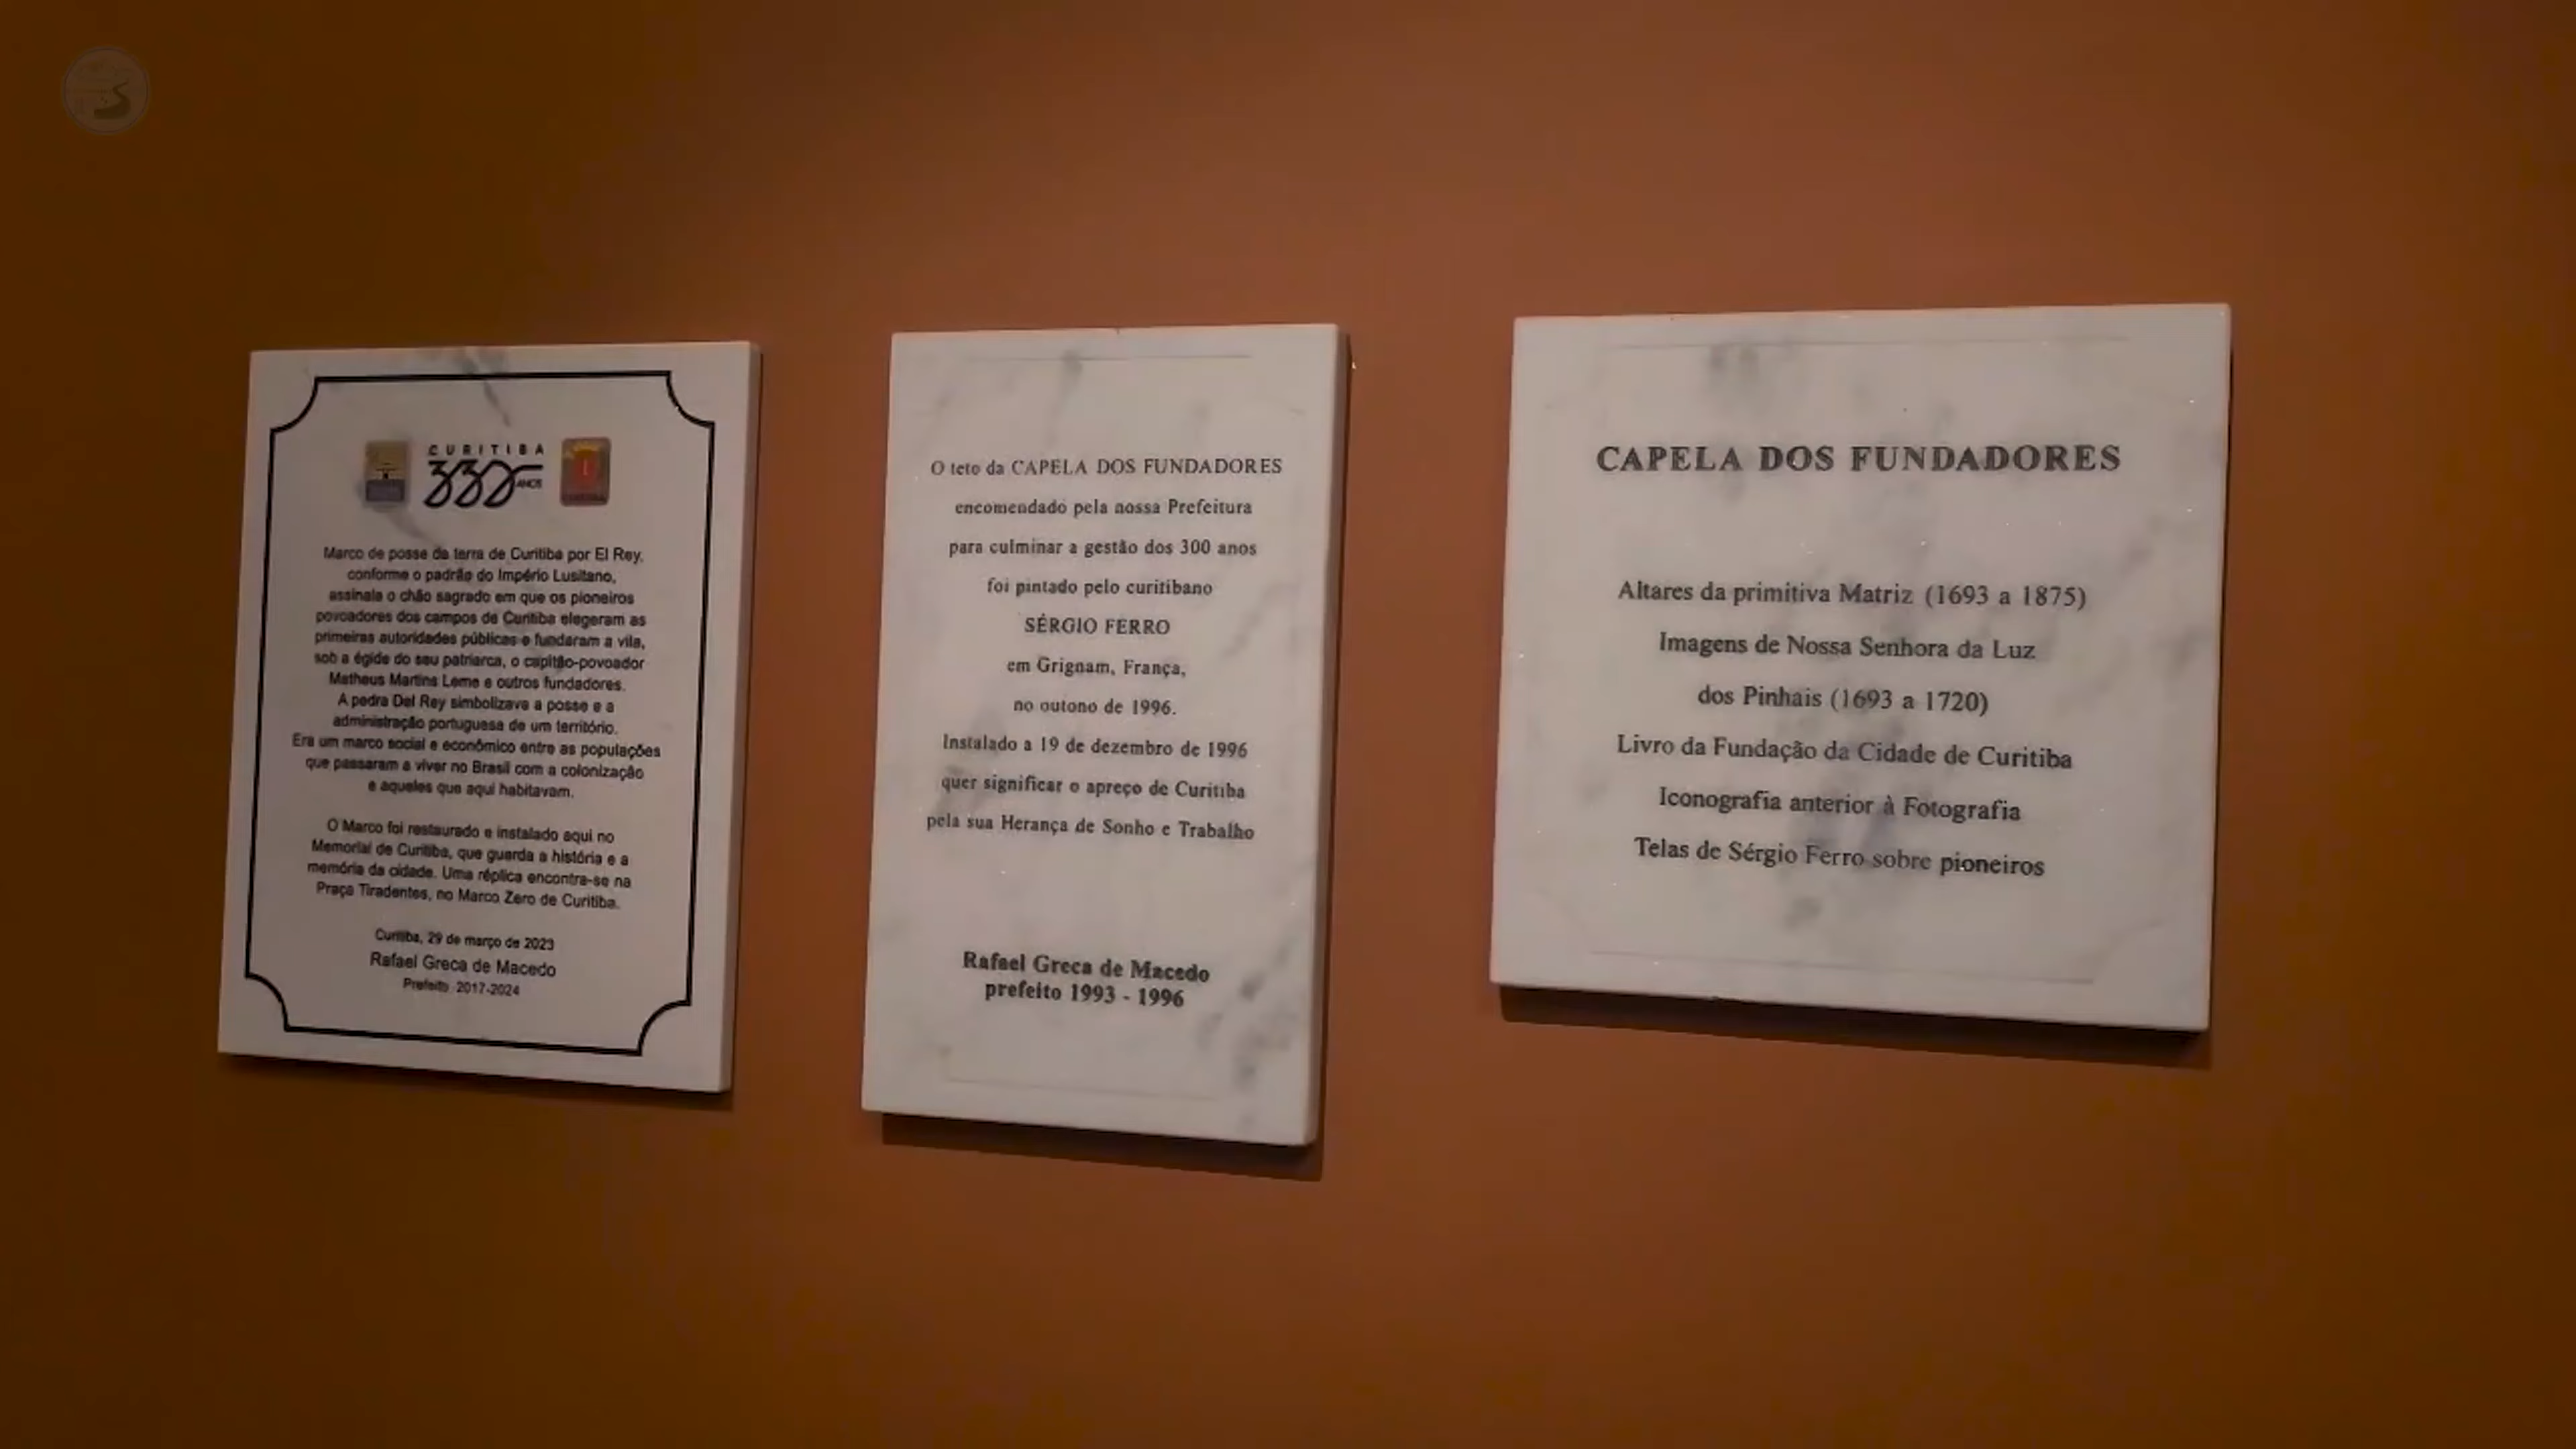 CURITIBA
330
ANOS
Marco de posse da terra de Curitiba por El Rey,
conforme o padrão do Império Lusitano,
assinala o chão sagrado em que os pioneiros
povoadores dos campos de Curitiba elegeram as
primeiras autoridades públicas e fundaram a vila,
sob a égide do seu patriarca, o capitão-povoador
Matheus Martins Leme e outros fundadores.
A pedra Del Rey simbolizava a posse e a
administração portuguesa de um território.
Era um marco social e econômico entre as populações
que passaram a viver no Brasil com a colonização
e aqueles que aqui habitavam.
O Marco foi restaurado e instalado aqui no
Memorial de Curitiba, que guarda a história e a
memória da cidade. Uma réplica encontra-se na
Praça Tiradentes, no Marco Zero de Curitiba.
Curitiba, 29 de março de 2023
Rafael Greca de Macedo
Prefeito 2017-2024
O teto da CAPELA DOS FUNDADORES
encomendado pela nossa Prefeitura
para culminar a gestão dos 300 anos
foi pintado pelo curitibano
SÉRGIO FERRO
em Grignam, França,
no outono de 1996.
Instalado a 19 de dezembro de 1996
quer significar o apreço de Curitiba
pela sua Herança de Sonho e Trabalho
Rafael Greca de Macedo
prefeito 1993 - 1996
CAPELA DOS FUNDADORES
Altares da primitiva Matriz (1693 a 1875)
Imagens de Nossa Senhora da Luz
dos Pinhais (1693 a 1720)
Livro da Fundação da Cidade de Curitiba
Iconografia anterior à Fotografia
Telas de Sérgio Ferro sobre pioneiros